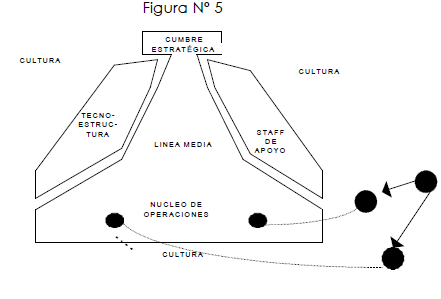 Figura Nº 5
CUMBRE
ESTRATÉGICA
CULTURA
CULTURA
TECNO-
ESTRUC-
TURA
STAFF
DE
APOYO
LINEA MEDIA
NUCLEO DE
OPERACIONES
CULTURA